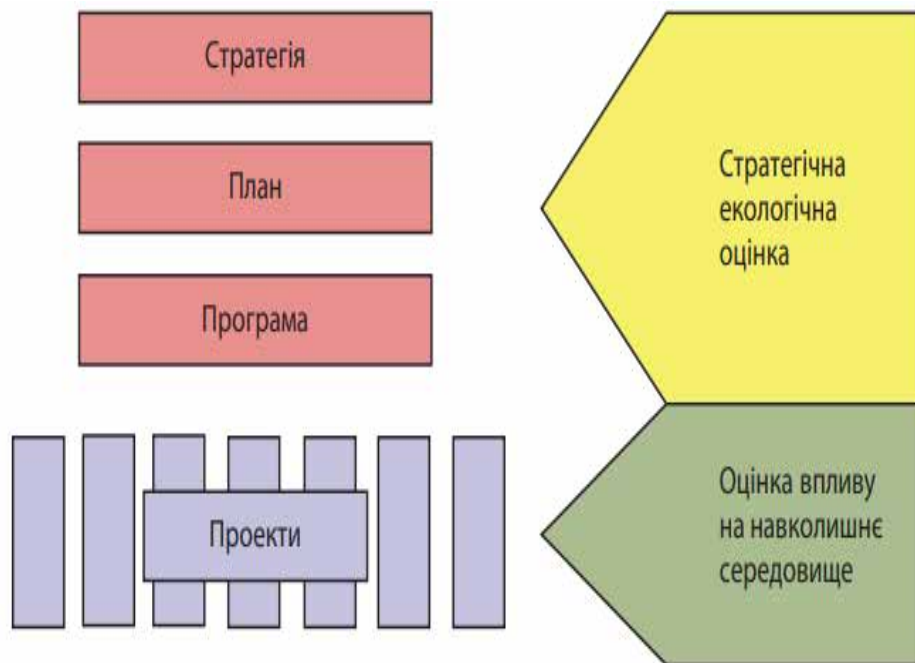 Стратегія
План
Програма
Проекти
Стратегічна
екологічна
оцінка
Оцінка впливу
на навколишнє
середовище